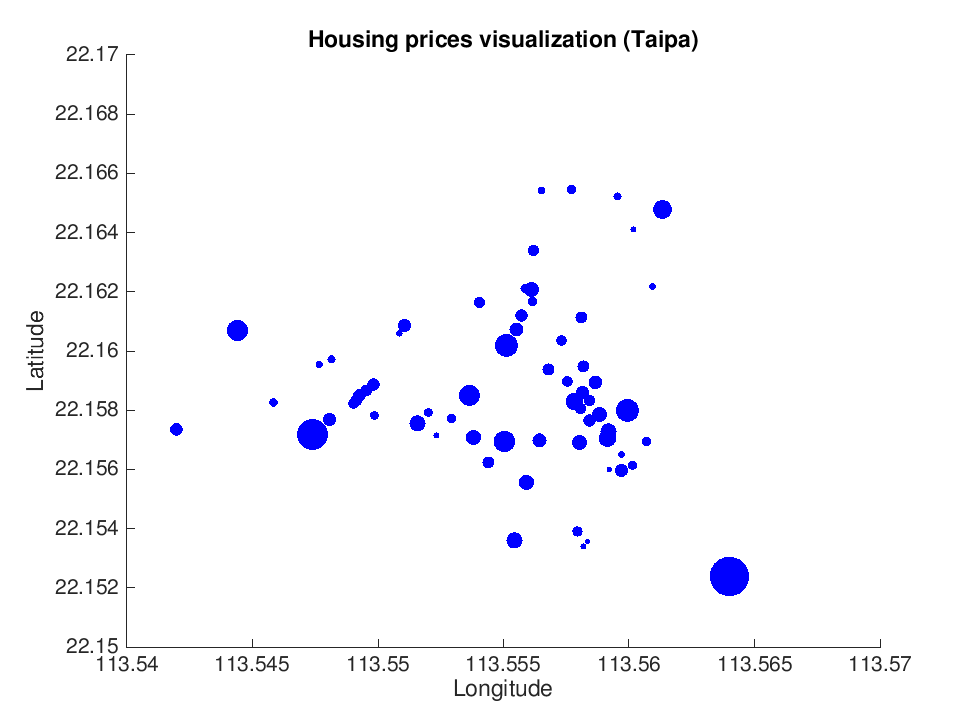 Housing prices visualization (Taipa)
22.17
22.168
22.166
22.164
22.162
22.16
22.158
22.156
22.154
22.152
22.15
Latitude
113.54 113.545 113.55 113.555 113.56 113.565 113.57
Longitude